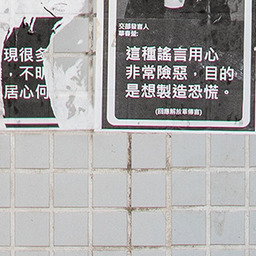 現很多
，不明
居心何
交部發言人
華春瑩:
這種謠言用心
非常險惡，目的
是想製造恐慌。
(回應解放軍傳言)